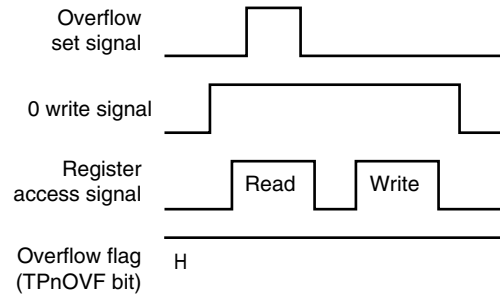 Overflow
set signal
0 write signal
Register
access signal
Read
Write
Overflow flag
(TPnOVF bit)
H